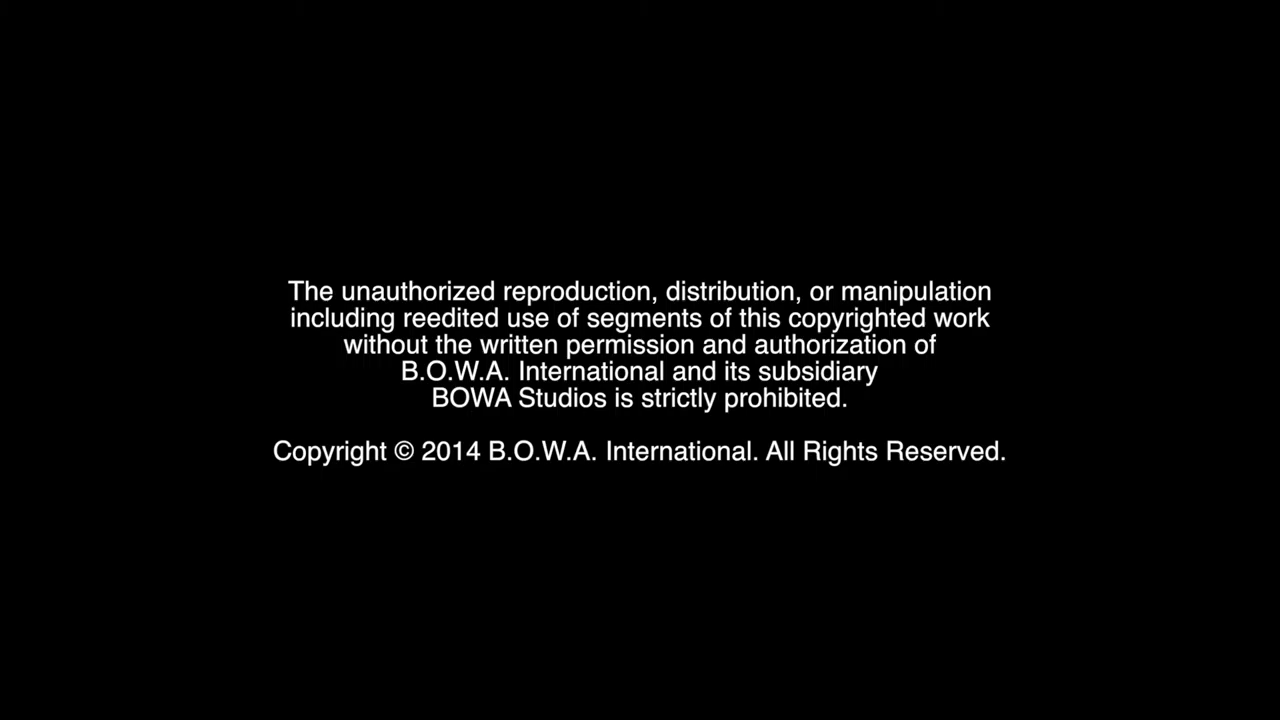 The unauthorized reproduction, distribution, or manipulation
including reedited use of segments of this copyrighted work
without the written permission and authorization of
B.O.W.A. International and its subsidiary
BOWA Studios is strictly prohibited.
Copyright © 2014 B.O.W.A. International. All Rights Reserved.